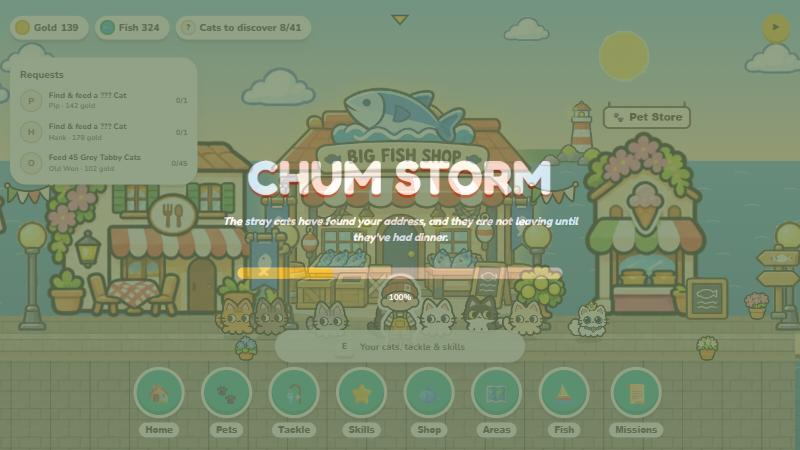 Gold 139
Fish 324
? Cats to discover 8/41
Requests
P Find & feed a ??? Cat 0/1
Pip · 142 gold
H Find & feed a ??? Cat 0/1
Hank · 178 gold
O Feed 45 Grey Tabby Cats 0/45
Old Wen · 102 gold
Pet Store
BIG FISH SHOP
CHUM STORM
The stray cats have found your address, and they are not leaving until
they've had dinner.
100%
E Your cats, tackle & skills
Home
Pets
Tackle
Skills
Shop
Areas
Fish
Missions